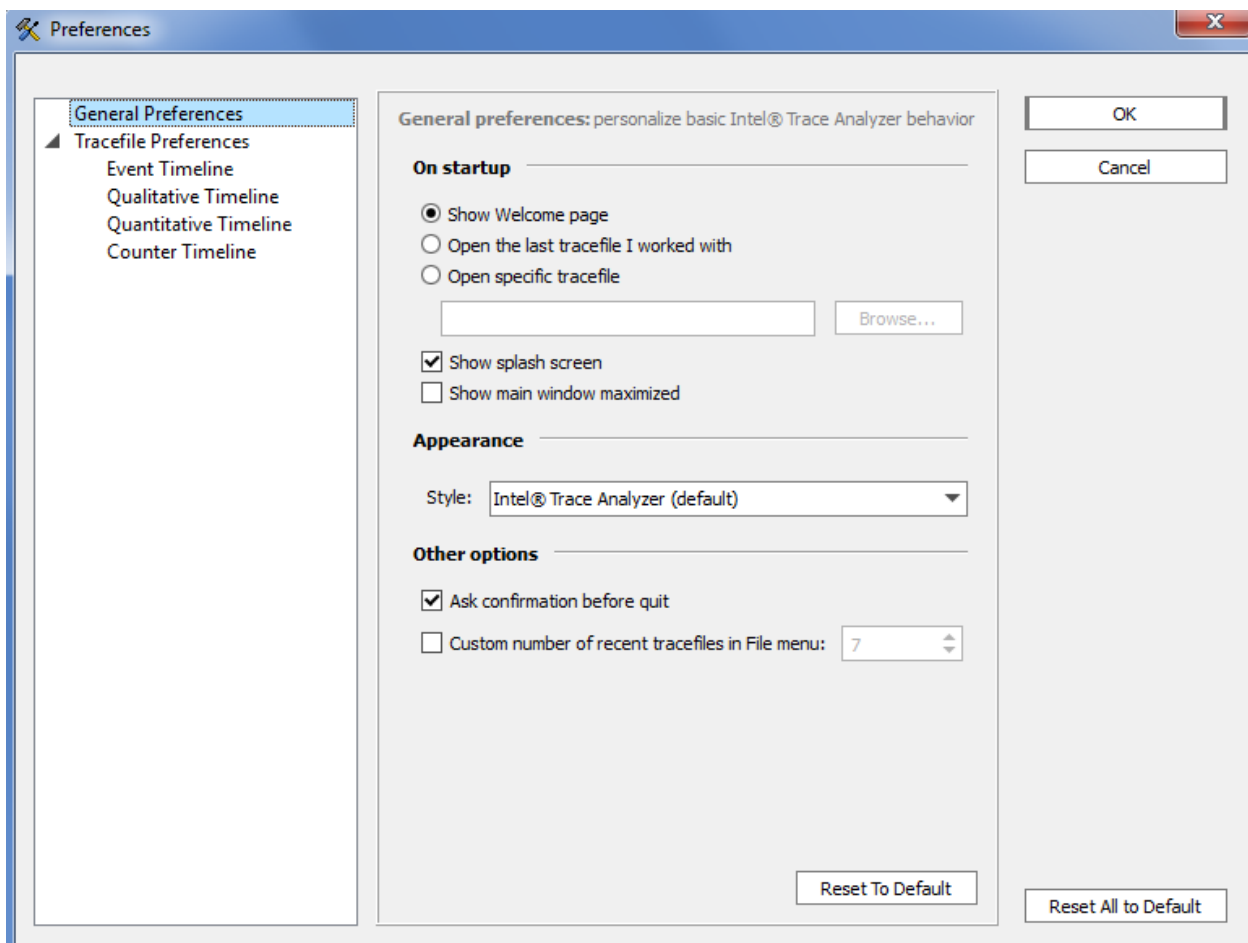 Preferences
General Preferences
Tracefile Preferences
Event Timeline
Qualitative Timeline
Quantitative Timeline
Counter Timeline
General preferences: personalize basic Intel® Trace Analyzer behavior
On startup
Show Welcome page
Open the last tracefile I worked with
Open specific tracefile
Browse...
Show splash screen
Show main window maximized
Appearance
Style: Intel® Trace Analyzer (default)
Other options
Ask confirmation before quit
Custom number of recent tracefiles in File menu: 7
Reset To Default
OK
Cancel
Reset All to Default